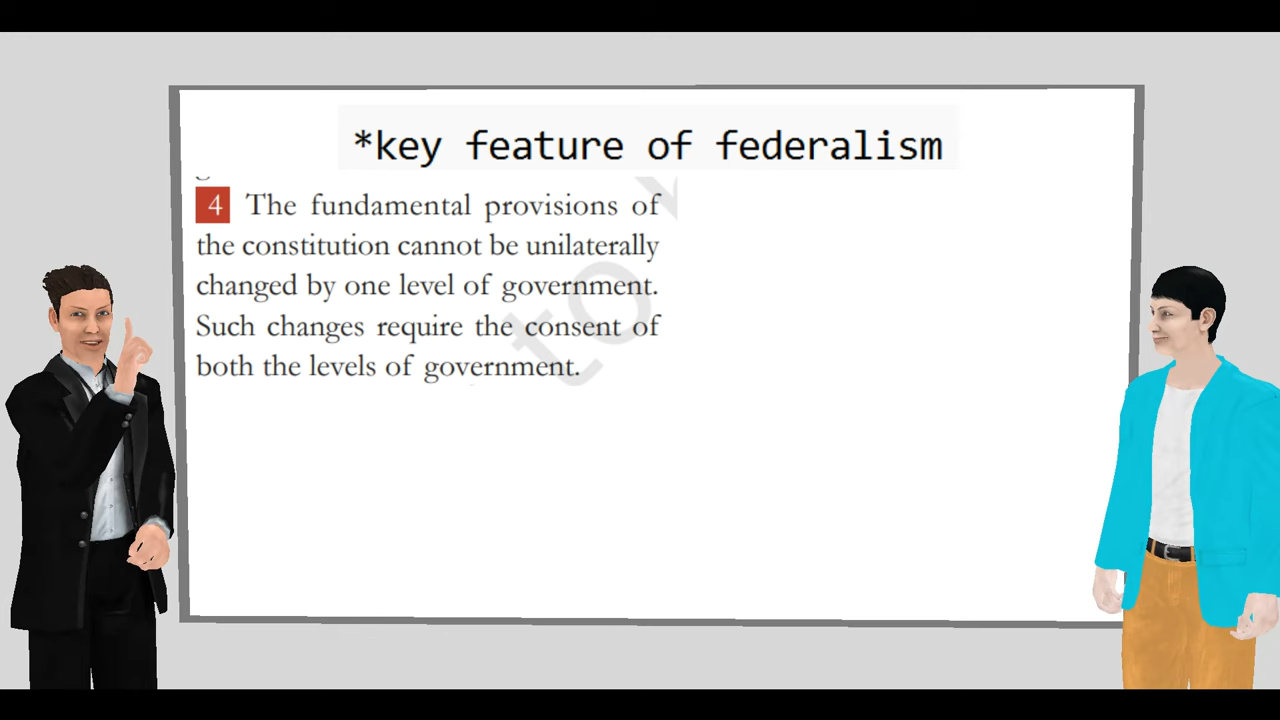 *key feature of federalism
4 The fundamental provisions of
the constitution cannot be unilaterally
changed by one level of government.
Such changes require the consent of
both the levels of government.
to